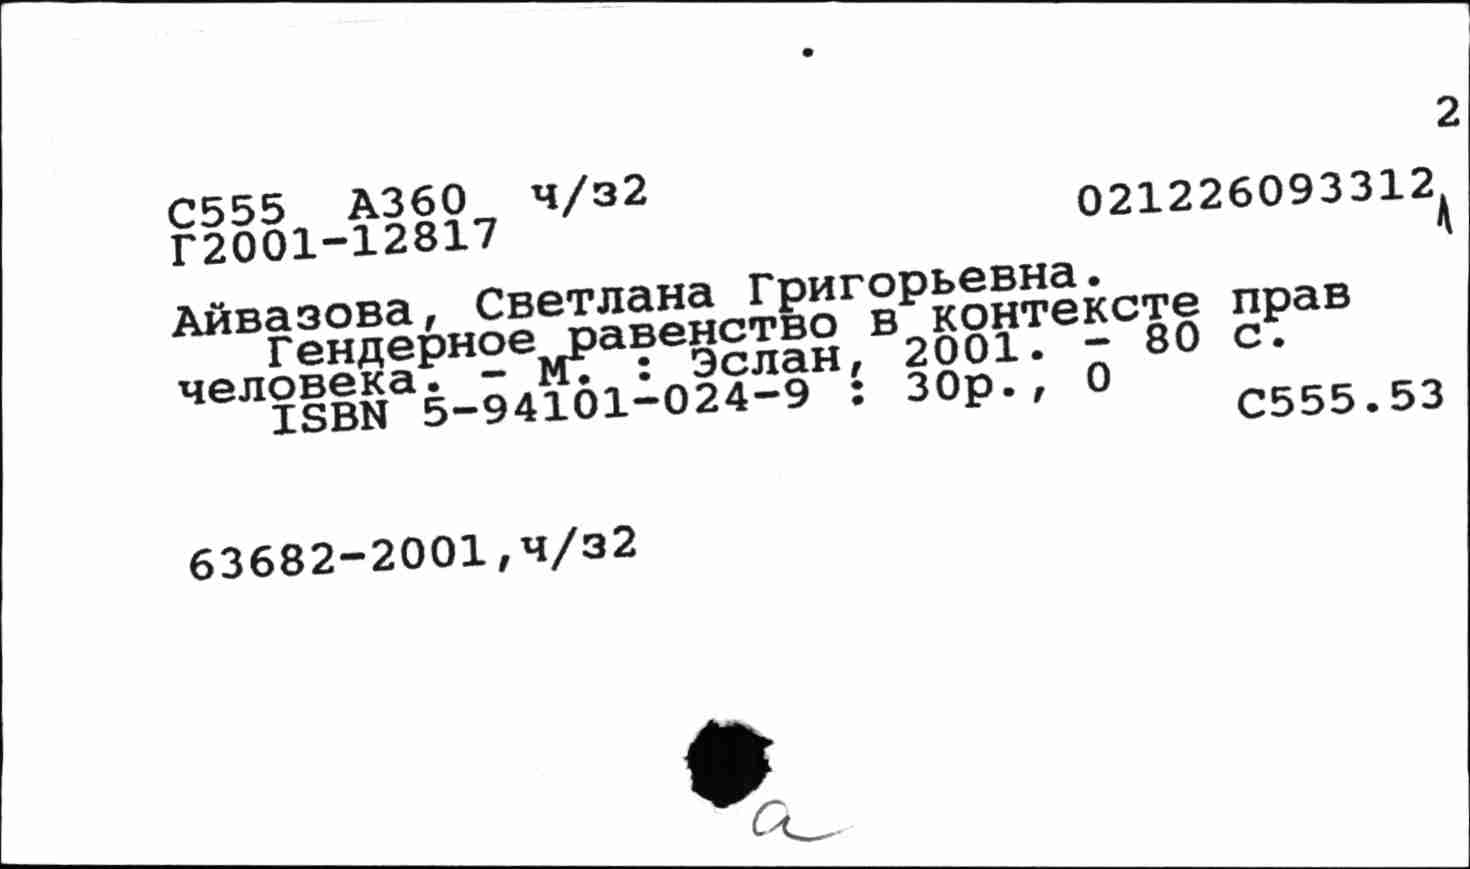 2
С555 А360 ч/з2 021226093312
Г2001-12817
Айвазова, Светлана Григорьевна.
Гендерное равенство в контексте прав
человека. - М. : Эслан, 2001. - 80 с.
ISBN 5-94101-024-9 : 30р., 0
С555.53
63682-2001,ч/з2
а